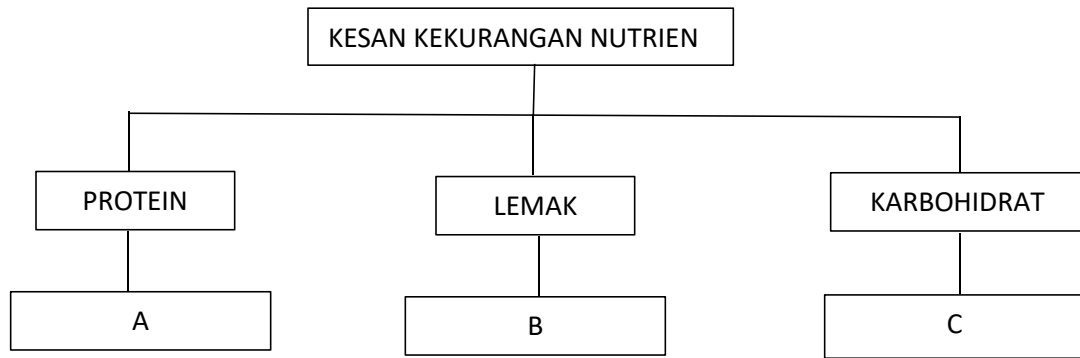 KESAN KEKURANGAN NUTRIEN
PROTEIN
LEMAK
KARBOHIDRAT
A
B
C